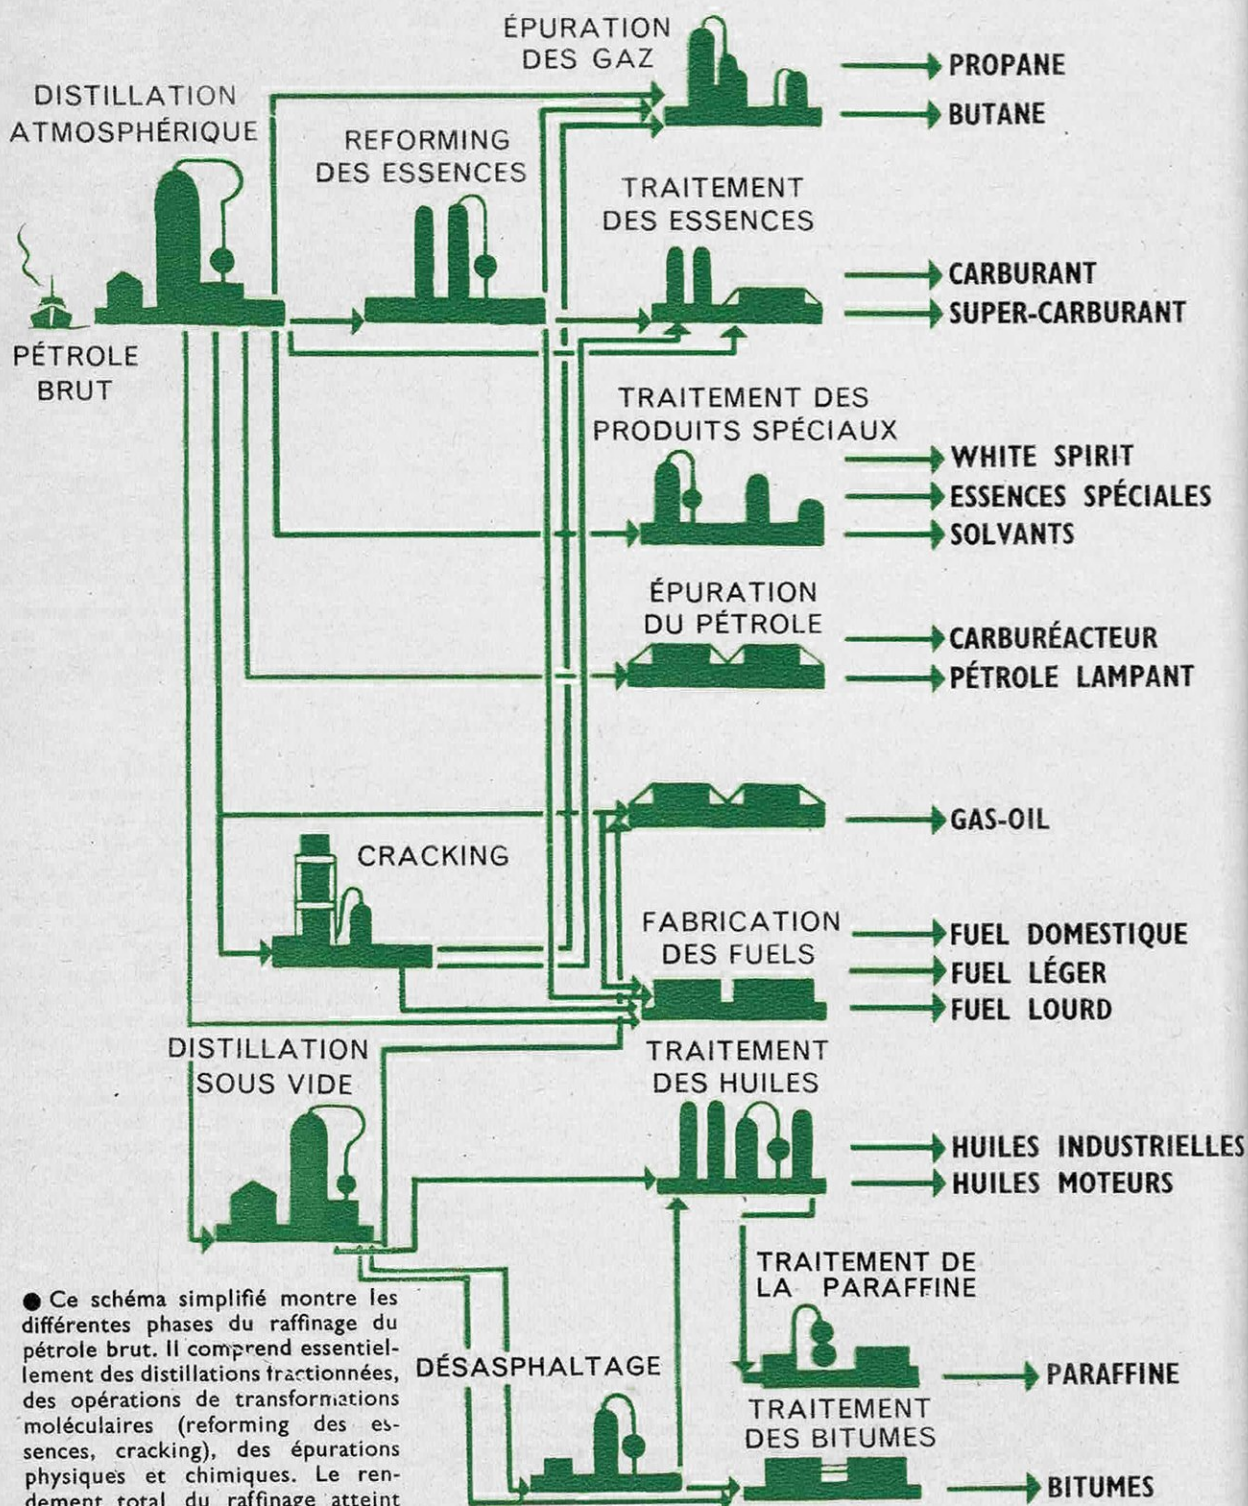 ÉPURATION
DES GAZ
PROPANE
BUTANE
DISTILLATION
ATMOSPHÉRIQUE
REFORMING
DES ESSENCES
TRAITEMENT
DES ESSENCES
CARBURANT
SUPER-CARBURANT
PÉTROLE
BRUT
TRAITEMENT DES
PRODUITS SPÉCIAUX
WHITE SPIRIT
ESSENCES SPÉCIALES
SOLVANTS
ÉPURATION
DU PÉTROLE
CARBURÉACTEUR
PÉTROLE LAMPANT
GAS-OIL
CRACKING
FABRICATION
DES FUELS
FUEL DOMESTIQUE
FUEL LÉGER
FUEL LOURD
DISTILLATION
SOUS VIDE
TRAITEMENT
DES HUILES
HUILES INDUSTRIELLES
HUILES MOTEURS
TRAITEMENT DE
LA PARAFFINE
PARAFFINE
DÉSASPHALTAGE
TRAITEMENT
DES BITUMES
BITUMES
● Ce schéma simplifié montre les
différentes phases du raffinage du
pétrole brut. Il comprend essentiel-
lement des distillations fractionnées,
des opérations de transformations
moléculaires (reforming des es-
sences, cracking), des épurations
physiques et chimiques. Le ren-
dement total du raffinage atteint